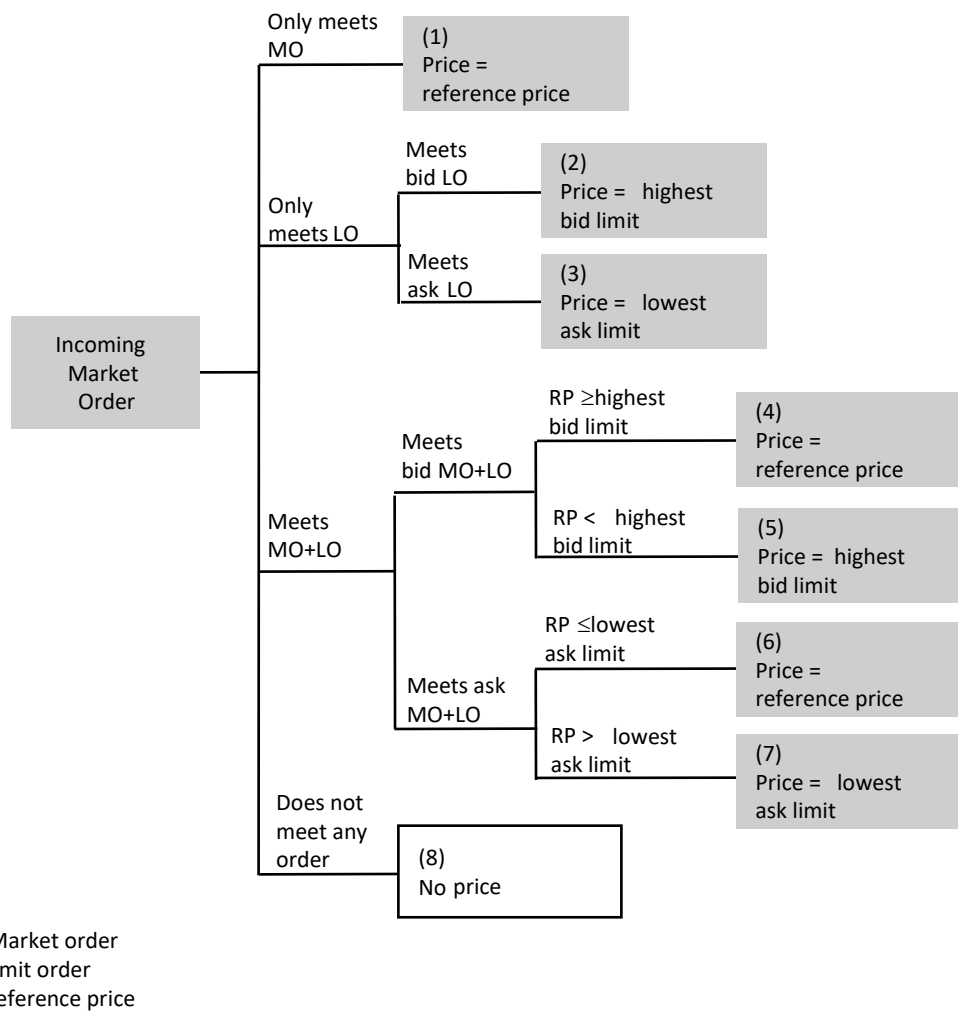 Only meets
MO
(1)
Price =
reference price
Only
meets LO
Meets
bid LO
(2)
Price = highest
bid limit
Meets
ask LO
(3)
Price = lowest
ask limit
Incoming
Market
Order
Meets
MO+LO
Meets
bid MO+LO
RP ≥highest
bid limit
(4)
Price =
reference price
RP < highest
bid limit
(5)
Price = highest
bid limit
Meets ask
MO+LO
RP ≤lowest
ask limit
(6)
Price =
reference price
RP > lowest
ask limit
(7)
Price = lowest
ask limit
Does not
meet any
order
(8)
No price
Market order
mit order
eference price